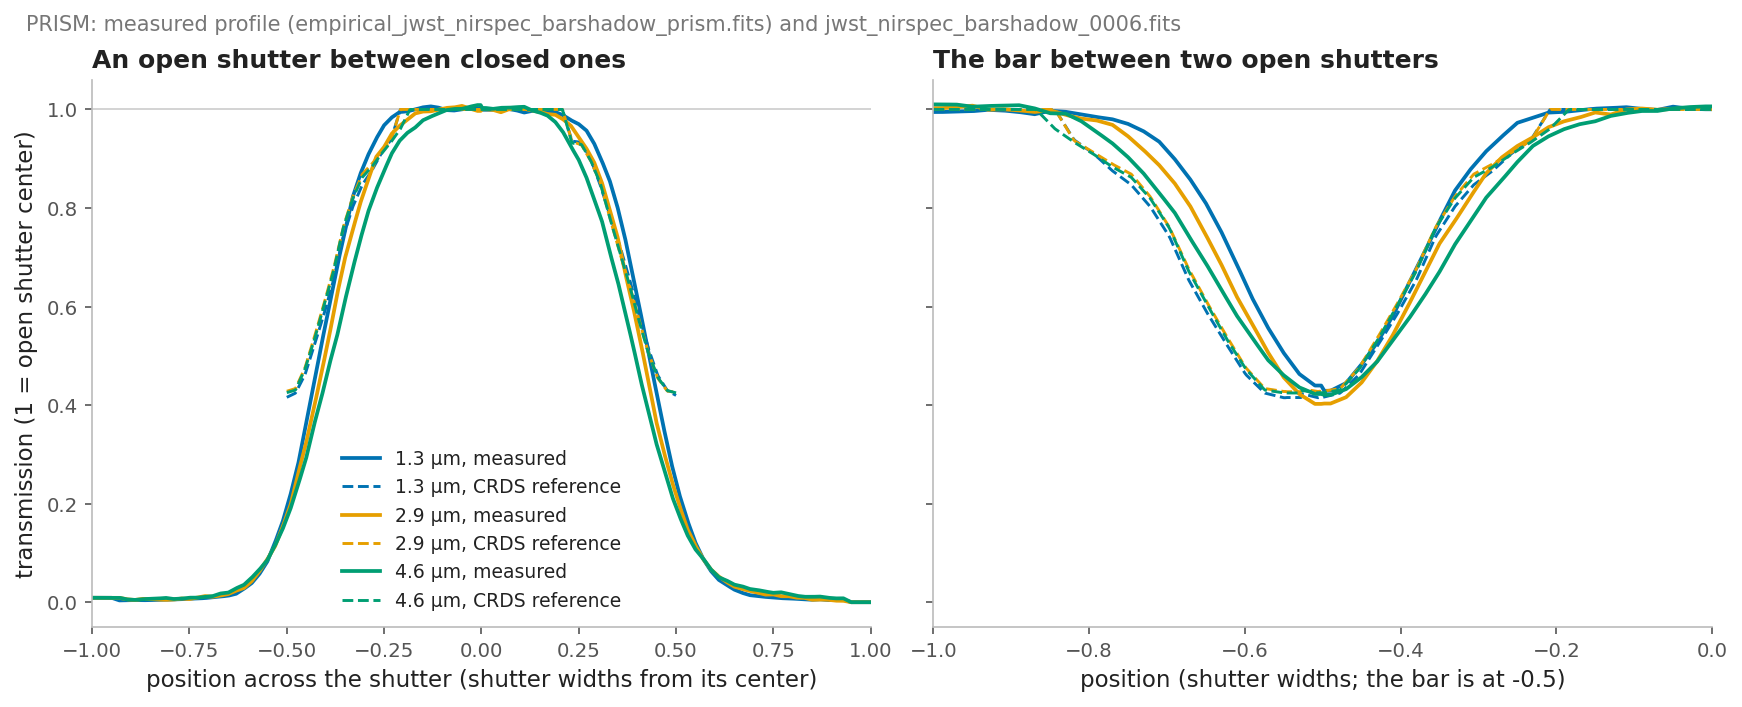 PRISM: measured profile (empirical_jwst_nirspec_barshadow_prism.fits) and jwst_nirspec_barshadow_0006.fits
An open shutter between closed ones
The bar between two open shutters
transmission (1 = open shutter center)
1.0
0.8
0.6
0.4
0.2
0.0
1.3 µm, measured
1.3 µm, CRDS reference
2.9 µm, measured
2.9 µm, CRDS reference
4.6 µm, measured
4.6 µm, CRDS reference
−1.00 −0.75 −0.50 −0.25 0.00 0.25 0.50 0.75 1.00
position across the shutter (shutter widths from its center)
−1.0 −0.8 −0.6 −0.4 −0.2 0.0
position (shutter widths; the bar is at -0.5)